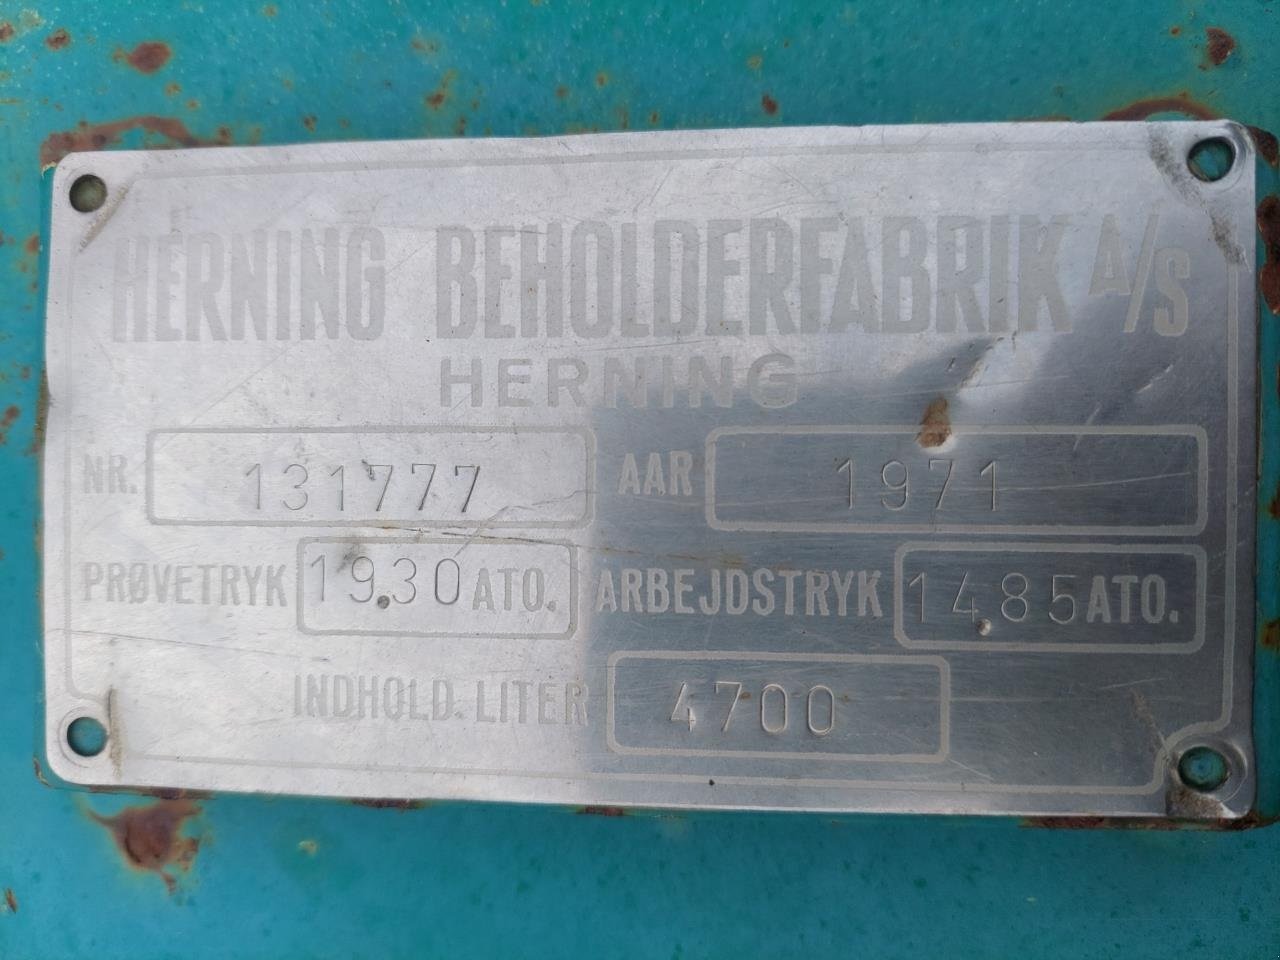 HERNING BEHOLDERFABRIK A/S
HERNING
NR. 131777 AAR 1971
PRØVETRYK 19.30 ATO. ARBEJDSTRYK 14.85 ATO.
INDHOLD. LITER 4700